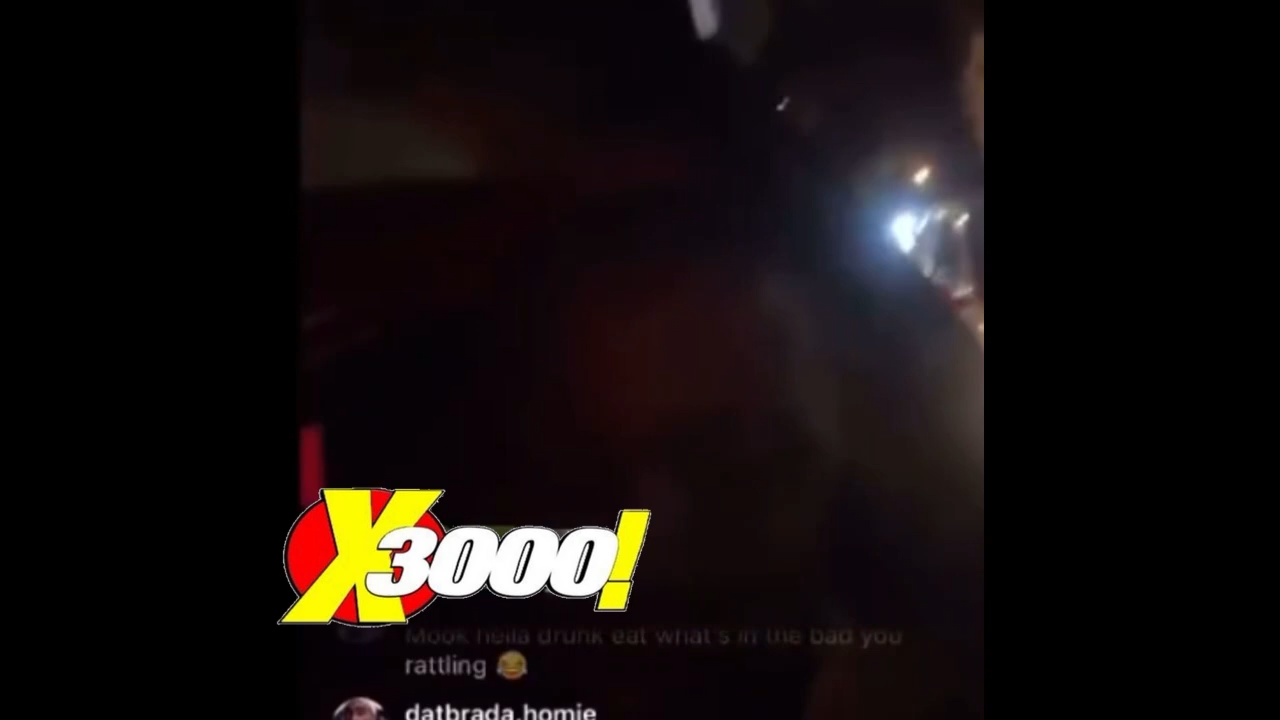 X3000!
Mook hella drunk eat what's in the bad you
rattling 😂
datbrada.homie